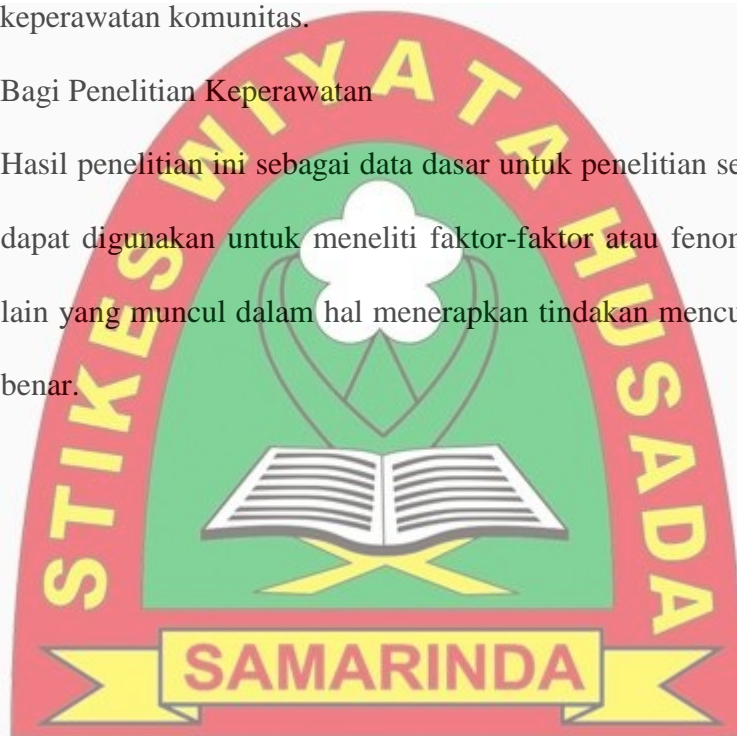 keperawatan komunitas.
Bagi Penelitian Keperawatan
Hasil penelitian ini sebagai data dasar untuk penelitian
dapat digunakan untuk meneliti faktor-faktor atau
lain yang muncul dalam hal menerapkan tindakan
benar.
STIKES WIYATA HUSADA
SAMARINDA